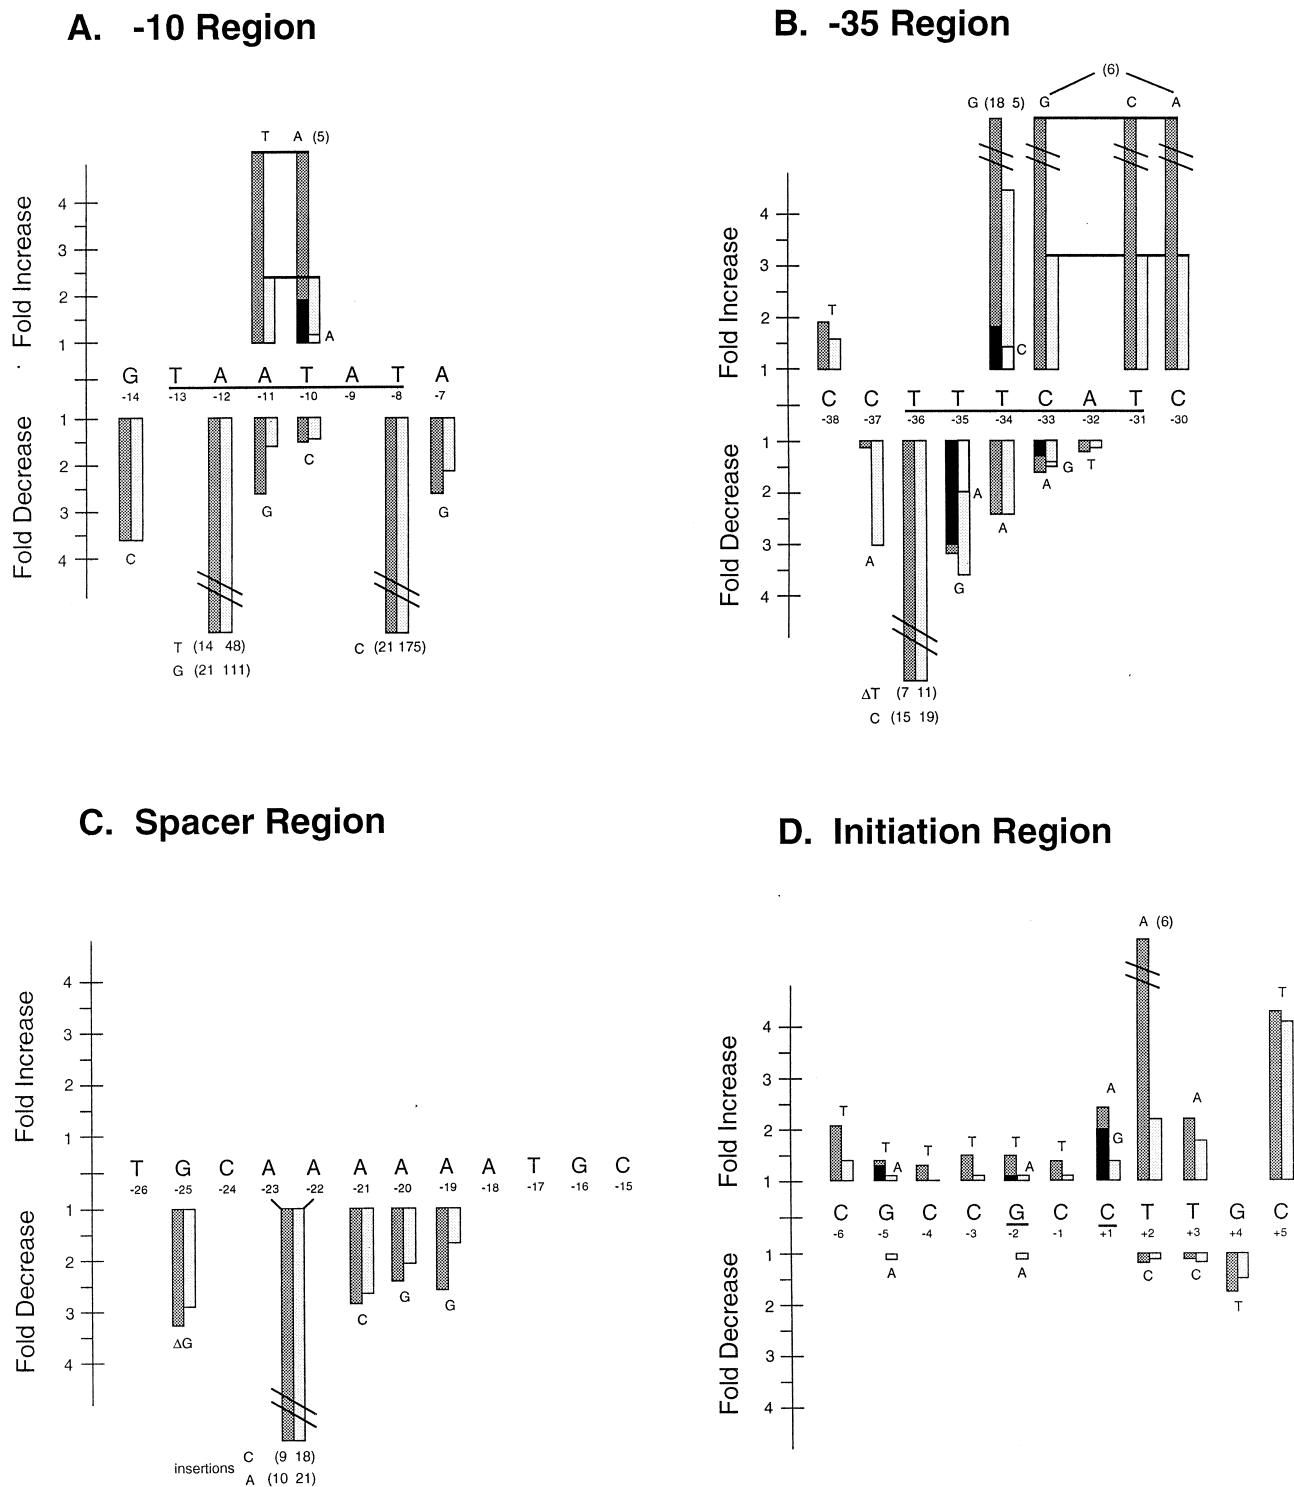 A. -10 Region
T A (5)
Fold Increase
4
3
2
1
A
G T A A T A T A
-14 -13 -12 -11 -10 -9 -8 -7
Fold Decrease
1
2
3
4
C
G
C
G
T (14 48)
G (21 111)
C (21 175)
B. -35 Region
(6)
G (18 5) G C A
Fold Increase
4
3
2
1
T
C
C C T T T C A T C
-38 -37 -36 -35 -34 -33 -32 -31 -30
Fold Decrease
1
2
3
4
A
A
G
A
G
A
T
ΔT (7 11)
C (15 19)
C. Spacer Region
Fold Increase
4
3
2
1
T G C A A A A A A T G C
-26 -25 -24 -23 -22 -21 -20 -19 -18 -17 -16 -15
Fold Decrease
1
2
3
4
ΔG
C
G
G
insertions
C (9 18)
A (10 21)
D. Initiation Region
A (6)
Fold Increase
4
3
2
1
T
T
A
T
T
T
A
T
A
G
A
T
C G C C G C C T T G C
-6 -5 -4 -3 -2 -1 +1 +2 +3 +4 +5
Fold Decrease
1
2
3
4
A
A
C
C
T